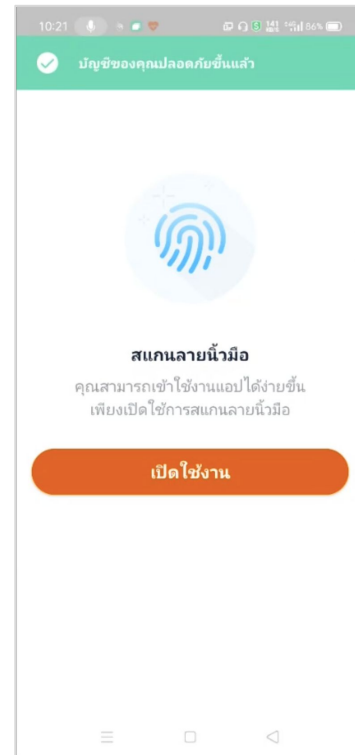 10:21 86%
บัญชีของคุณปลอดภัยขึ้นแล้ว
สแกนลายนิ้วมือ
คุณสามารถเข้าใช้งานแอปได้ง่ายขึ้น
เพียงเปิดใช้การสแกนลายนิ้วมือ
เปิดใช้งาน